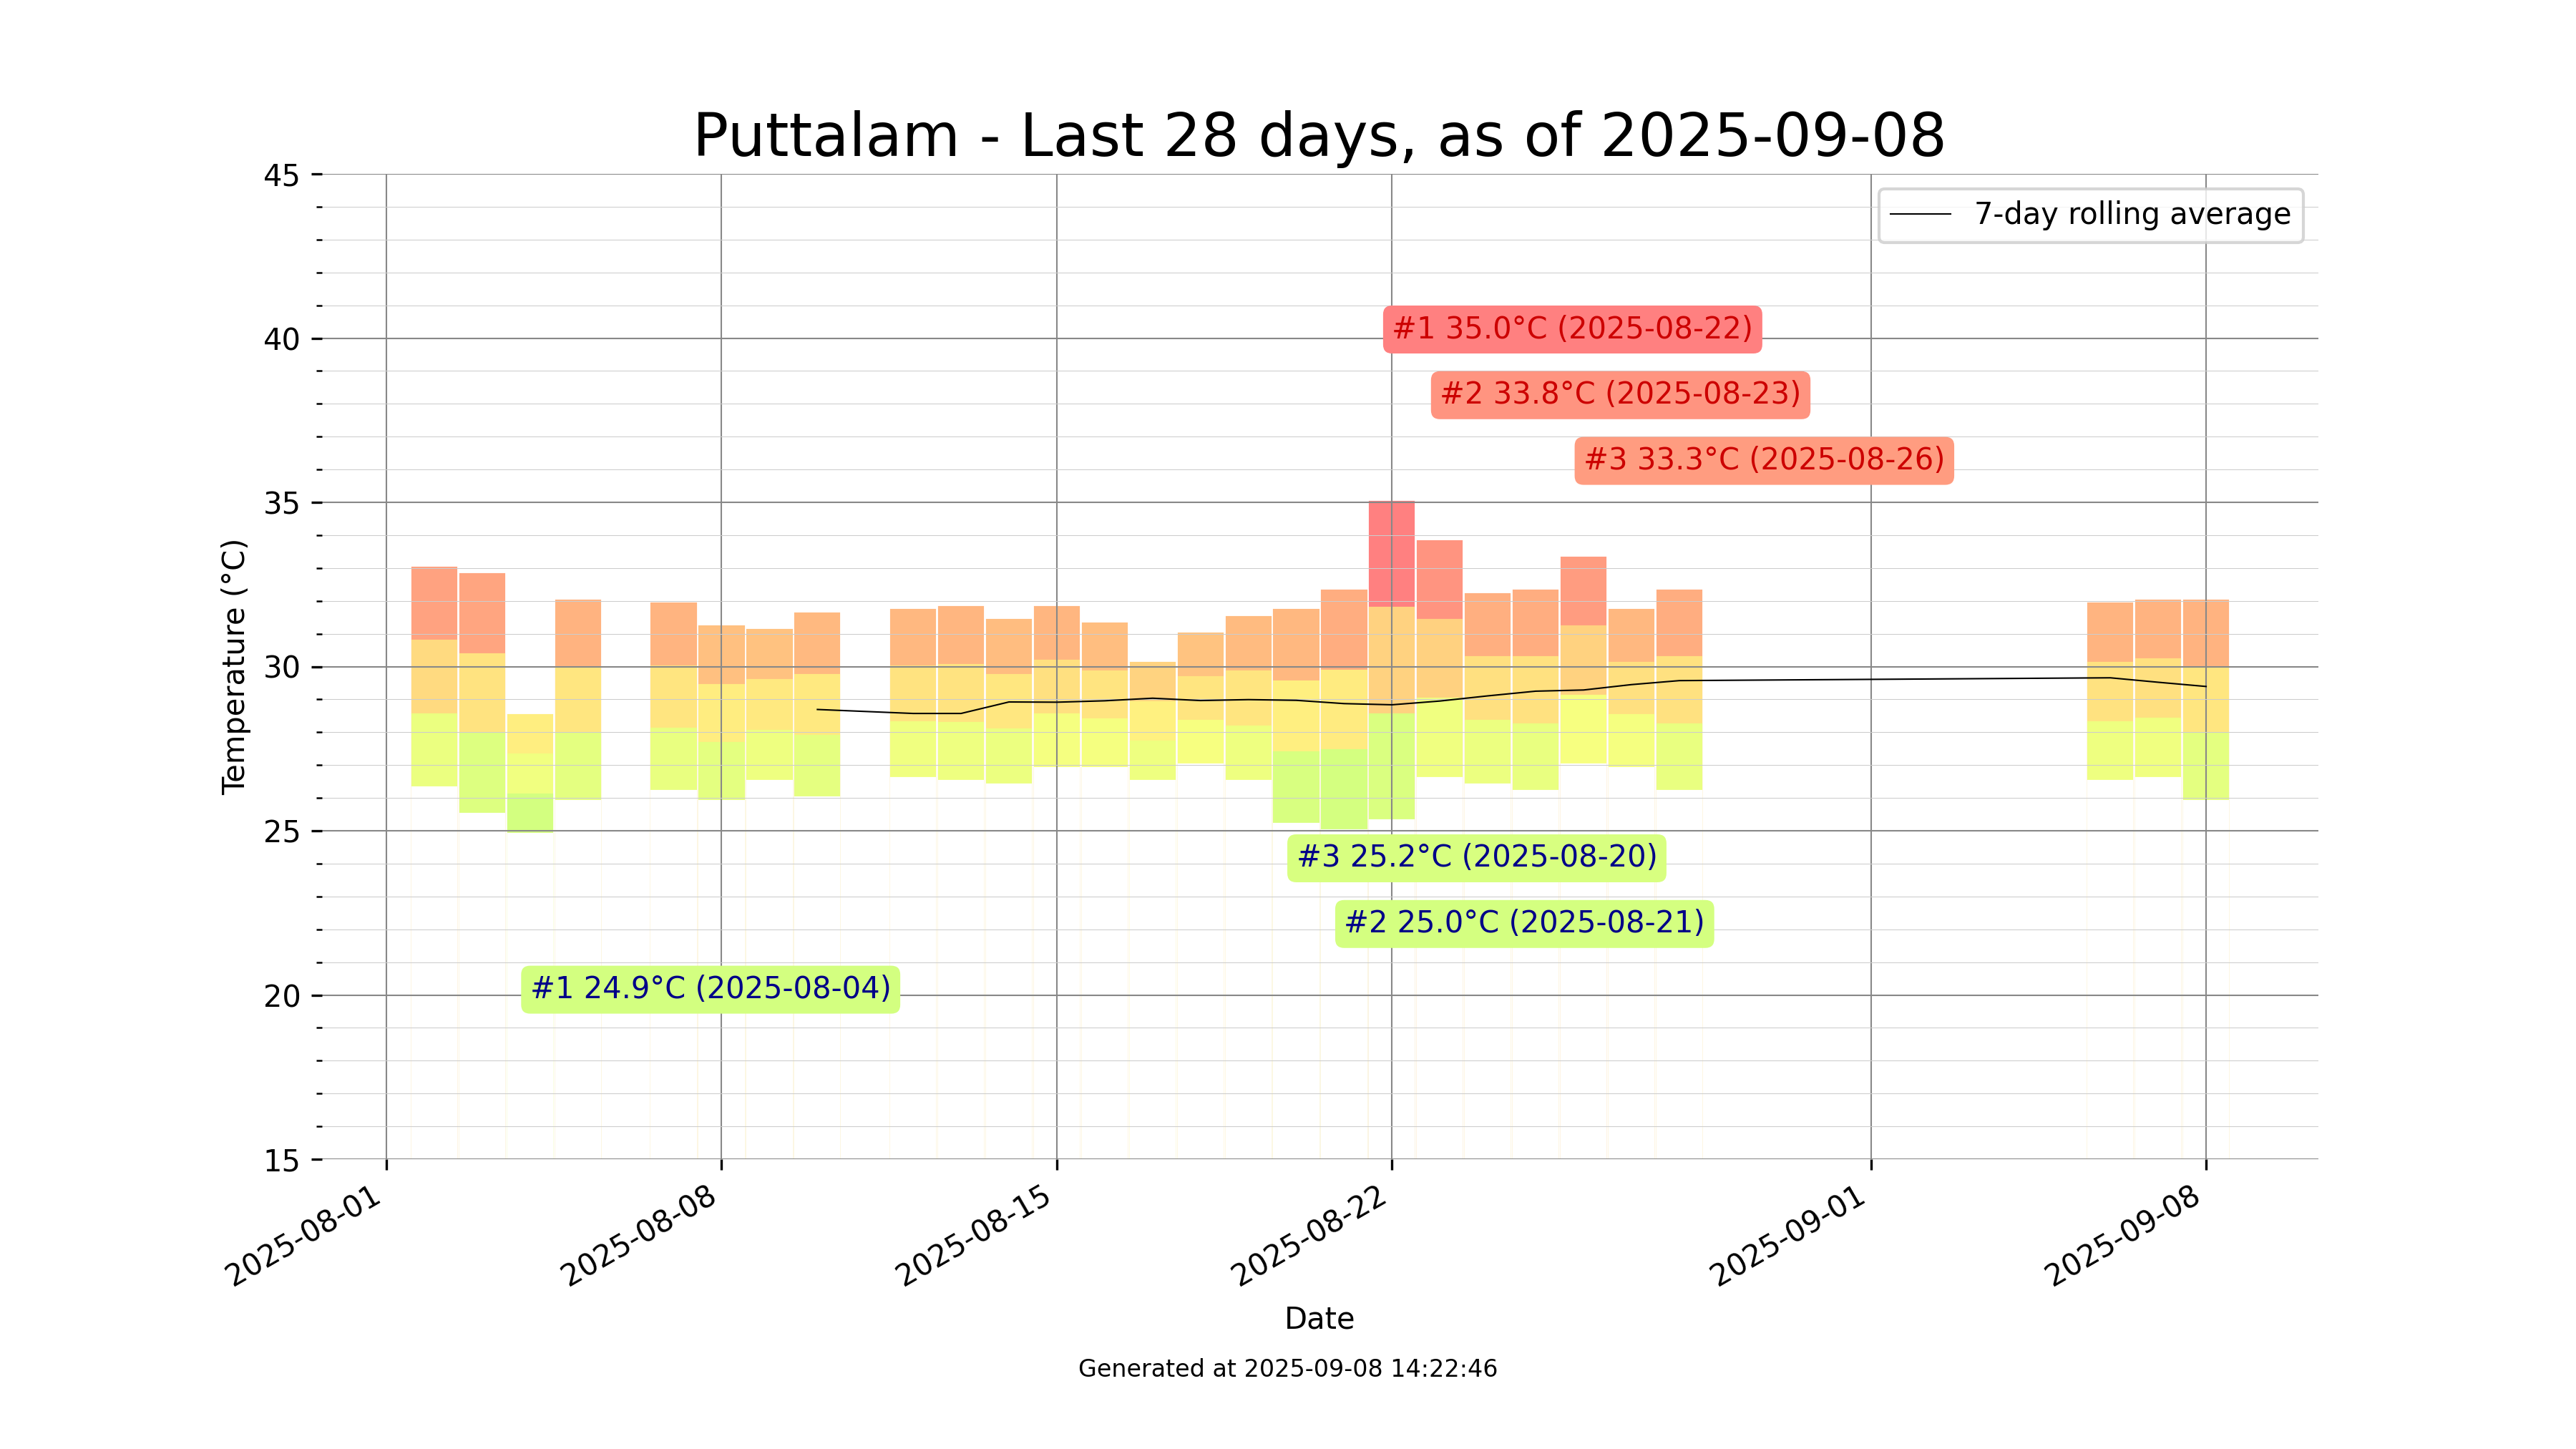 Puttalam - Last 28 days, as of 2025-09-08
7-day rolling average
Temperature (°C)
45
40
35
30
25
20
15
#1 35.0°C (2025-08-22)
#2 33.8°C (2025-08-23)
#3 33.3°C (2025-08-26)
#3 25.2°C (2025-08-20)
#2 25.0°C (2025-08-21)
#1 24.9°C (2025-08-04)
2025-08-01
2025-08-08
2025-08-15
2025-08-22
2025-09-01
2025-09-08
Date
Generated at 2025-09-08 14:22:46